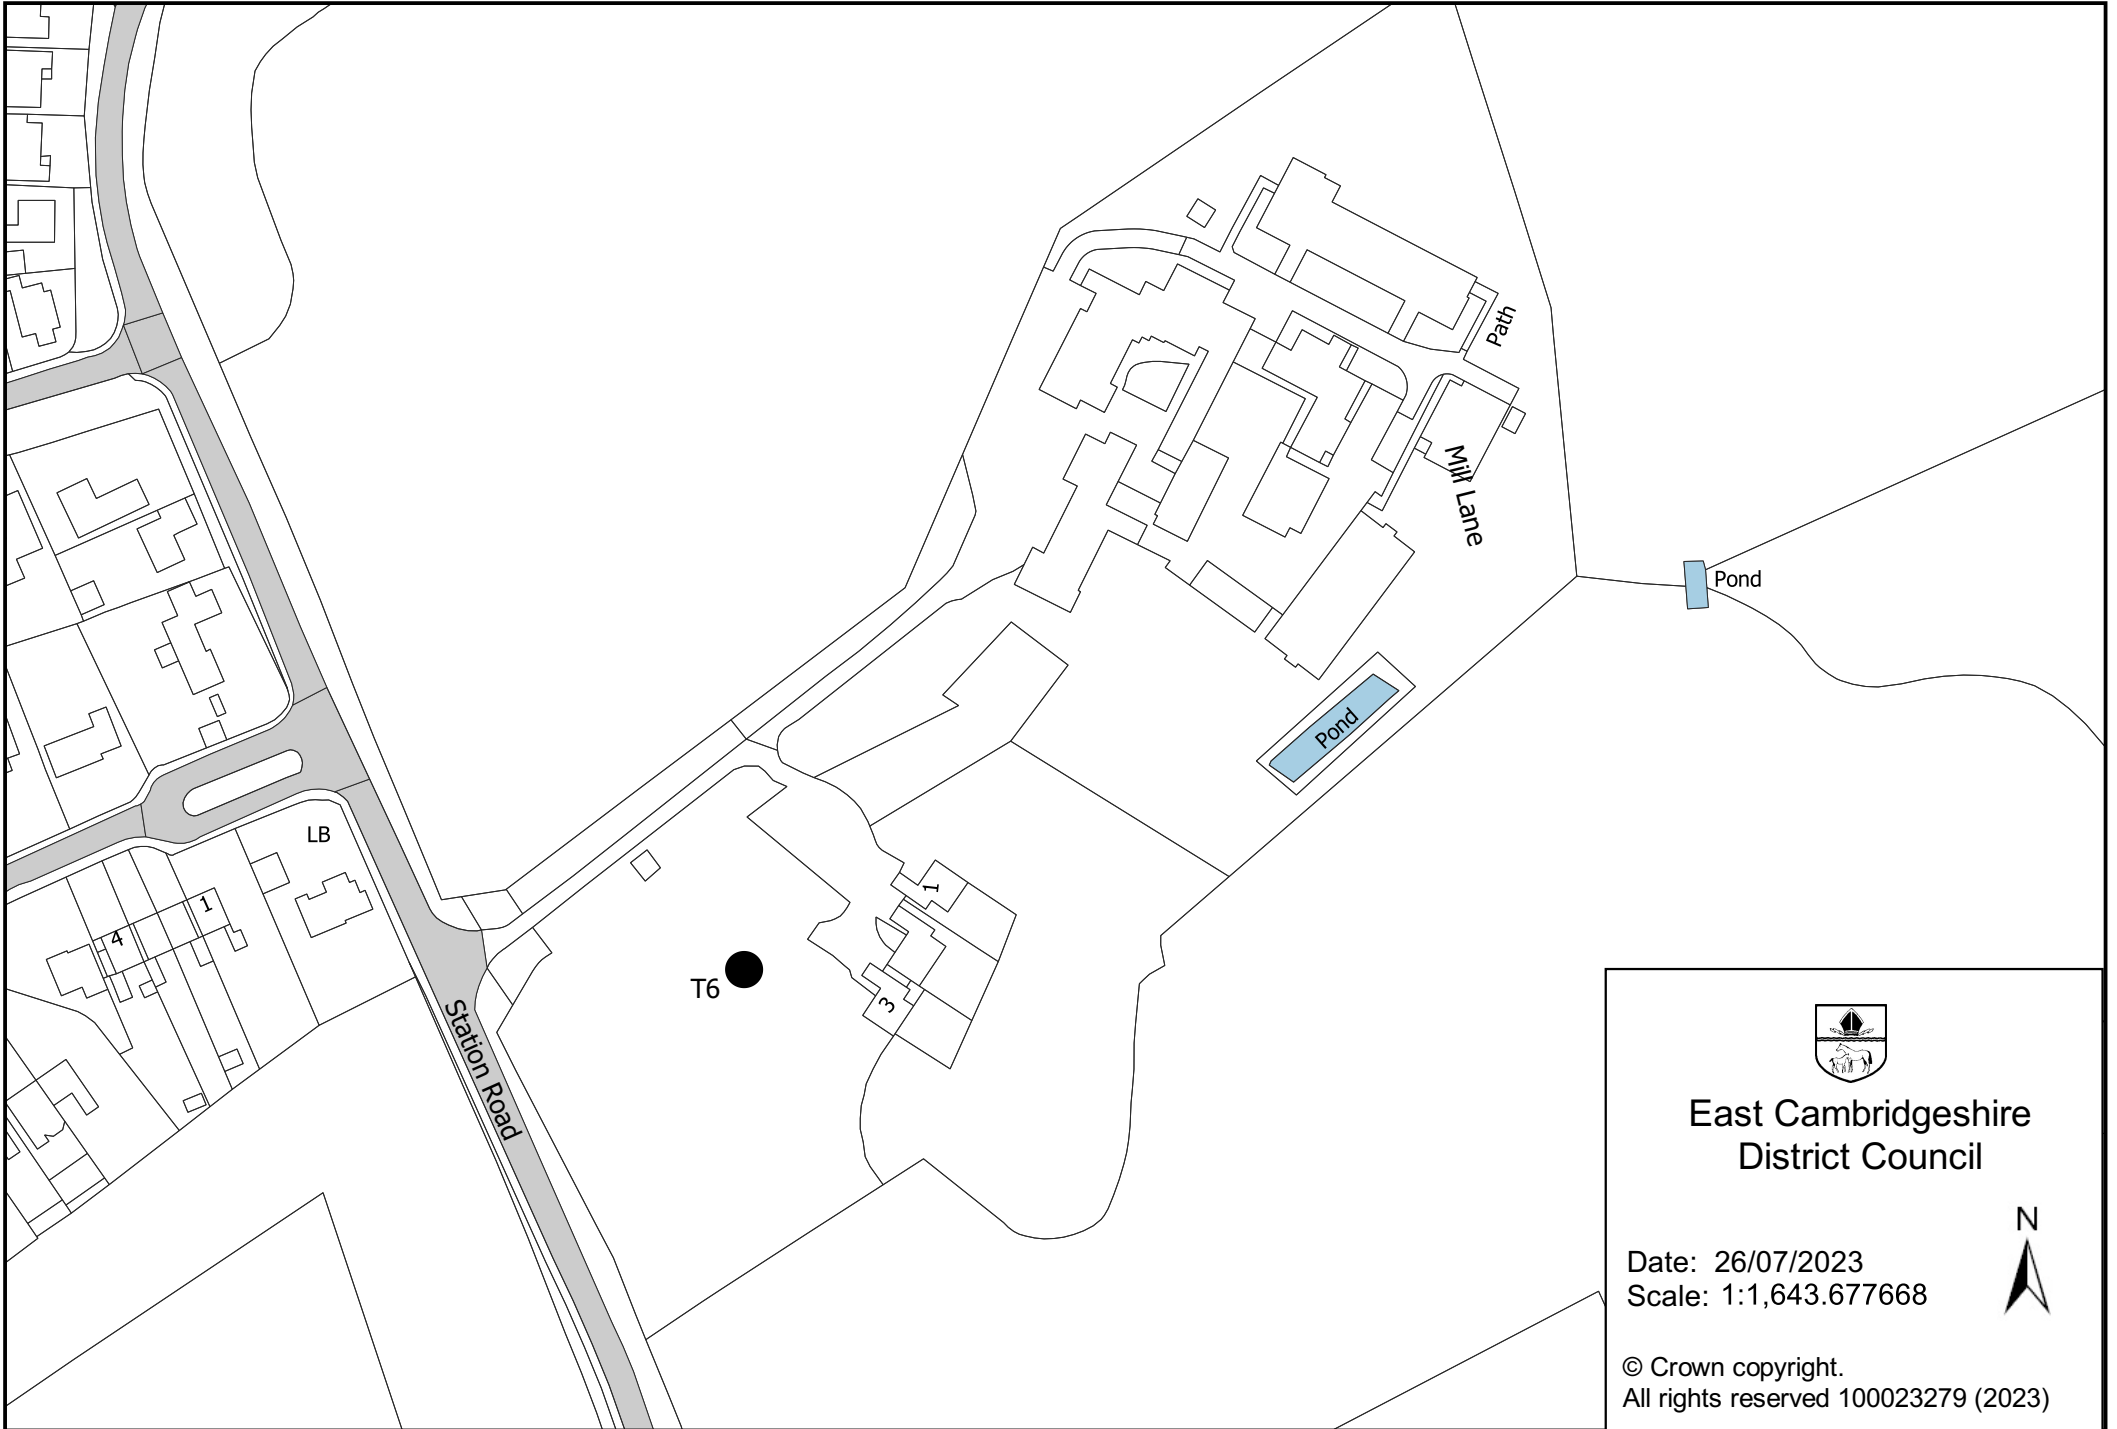 Path
Mill Lane
Pond
Pond
LB
1
4
1
3
T6
Station Road
East Cambridgeshire
District Council
N
Date: 26/07/2023
Scale: 1:1,643.677668
© Crown copyright.
All rights reserved 100023279 (2023)